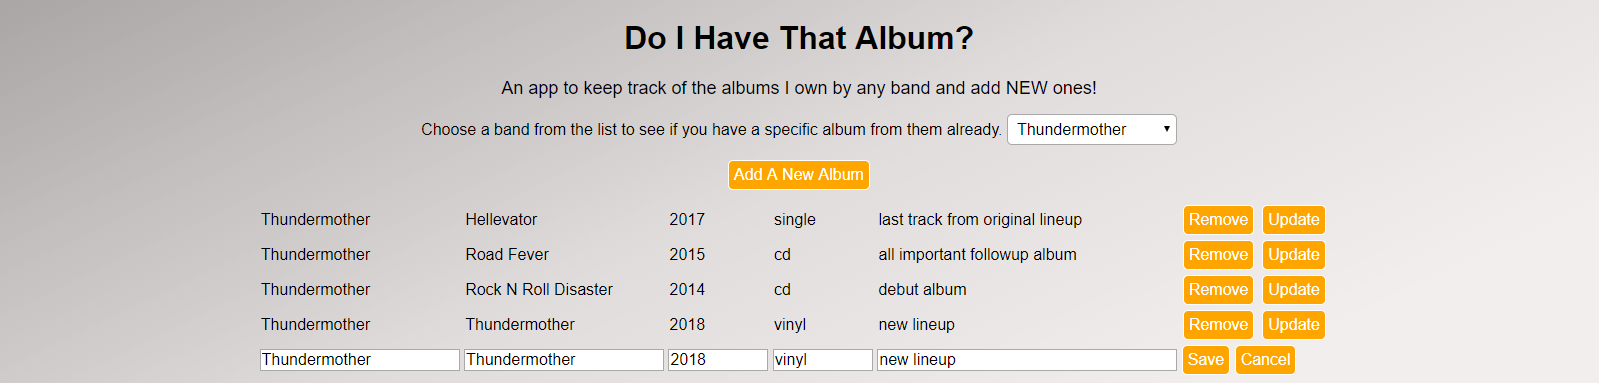 Do I Have That Album?
An app to keep track of the albums I own by any band and add NEW ones!
Choose a band from the list to see if you have a specific album from them already. Thundermother
Add A New Album
Thundermother Hellevator 2017 single last track from original lineup Remove Update
Thundermother Road Fever 2015 cd all important followup album Remove Update
Thundermother Rock N Roll Disaster 2014 cd debut album Remove Update
Thundermother Thundermother 2018 vinyl new lineup Remove Update
Thundermother Thundermother 2018 vinyl new lineup Save Cancel